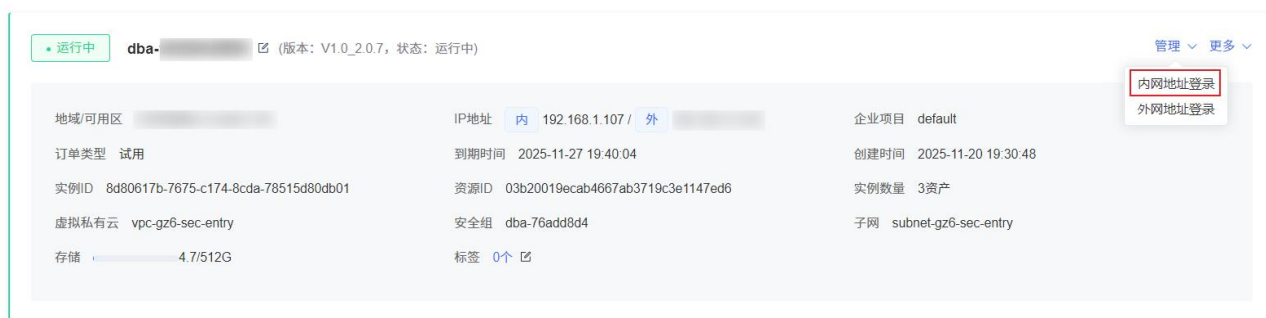 运行中 dba- (版本：V1.0_2.0.7，状态：运行中) 管理 更多
内网地址登录
外网地址登录
地域/可用区 IP地址 内 192.168.1.107 / 外 企业项目 default
订单类型 试用 到期时间 2025-11-27 19:40:04 创建时间 2025-11-20 19:30:48
实例ID 8d80617b-7675-c174-8cda-78515d80db01 资源ID 03b20019ecab4667ab3719c3e1147ed6 实例数量 3资产
虚拟私有云 vpc-gz6-sec-entry 安全组 dba-76add8d4 子网 subnet-gz6-sec-entry
存储 4.7/512G 标签 0个